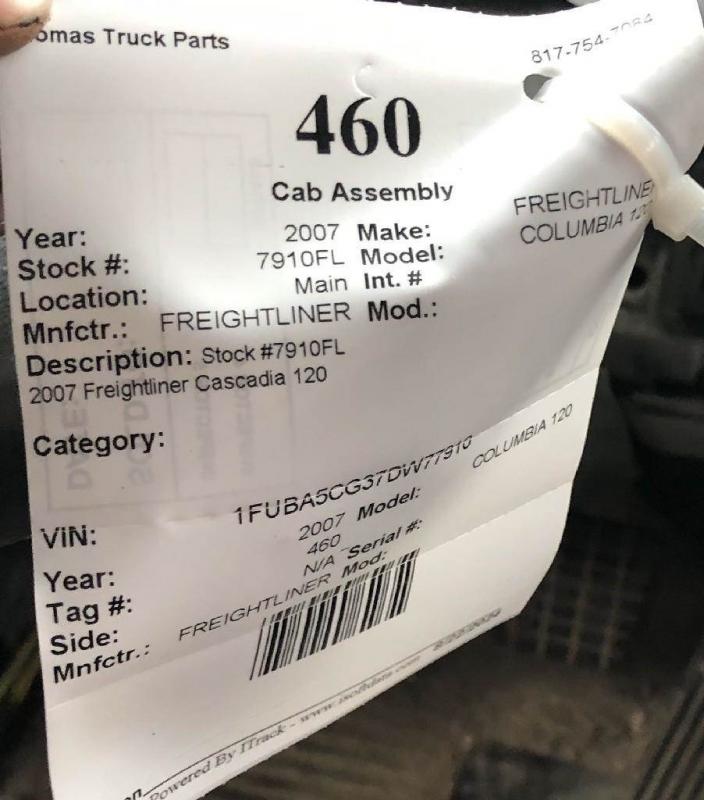 omas Truck Parts 817-754-7084
460
Cab Assembly
Year: 2007 Make: FREIGHTLINE
Stock #: 7910FL Model: COLUMBIA 120
Location: Main Int. #
Mnfctr.: FREIGHTLINER Mod.:
Description: Stock #7910FL
2007 Freightliner Cascadia 120
Category:
VIN: 1FUBA5CG37DW77910
Year: 2007 Model: COLUMBIA 120
Tag #: 460
Side: N/A Serial #:
Mnfctr.: FREIGHTLINER Mod:
Powered By ITrack - www.isoftdata.com